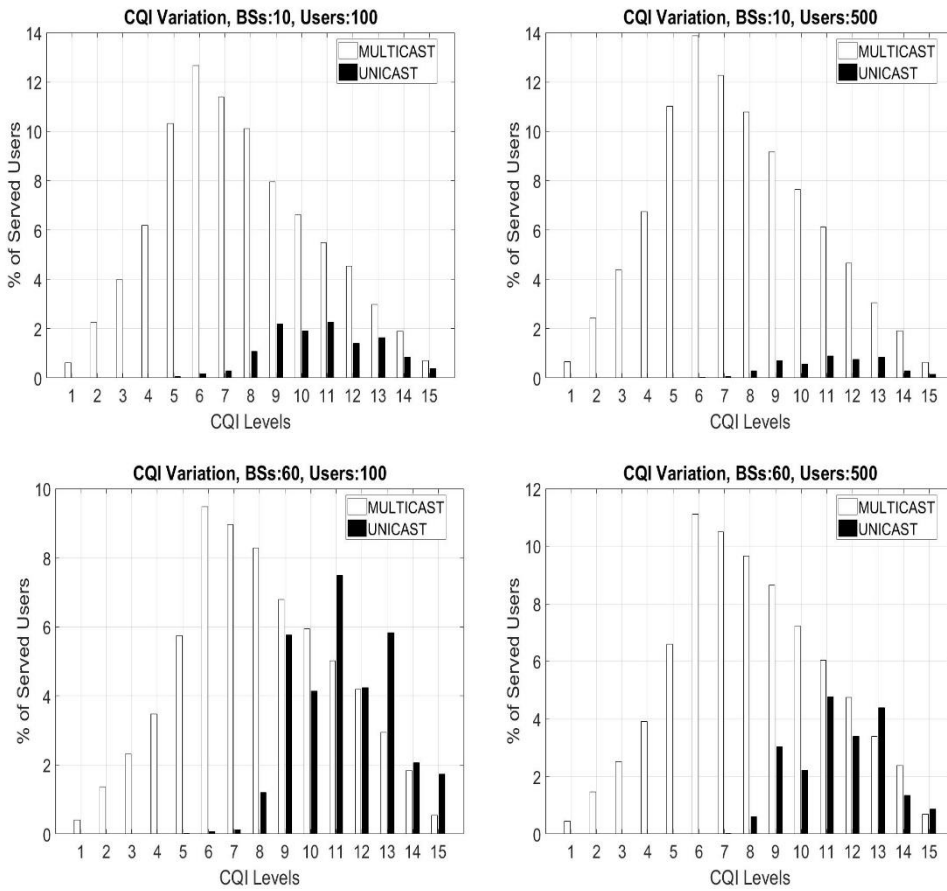 CQI Variation, BSs:10, Users:100
MULTICAST
UNICAST
% of Served Users
14
12
10
8
6
4
2
0
1 2 3 4 5 6 7 8 9 10 11 12 13 14 15
CQI Levels
CQI Variation, BSs:10, Users:500
MULTICAST
UNICAST
% of Served Users
14
12
10
8
6
4
2
0
1 2 3 4 5 6 7 8 9 10 11 12 13 14 15
CQI Levels
CQI Variation, BSs:60, Users:100
MULTICAST
UNICAST
% of Served Users
10
8
6
4
2
0
1 2 3 4 5 6 7 8 9 10 11 12 13 14 15
CQI Levels
CQI Variation, BSs:60, Users:500
MULTICAST
UNICAST
% of Served Users
12
10
8
6
4
2
0
1 2 3 4 5 6 7 8 9 10 11 12 13 14 15
CQI Levels